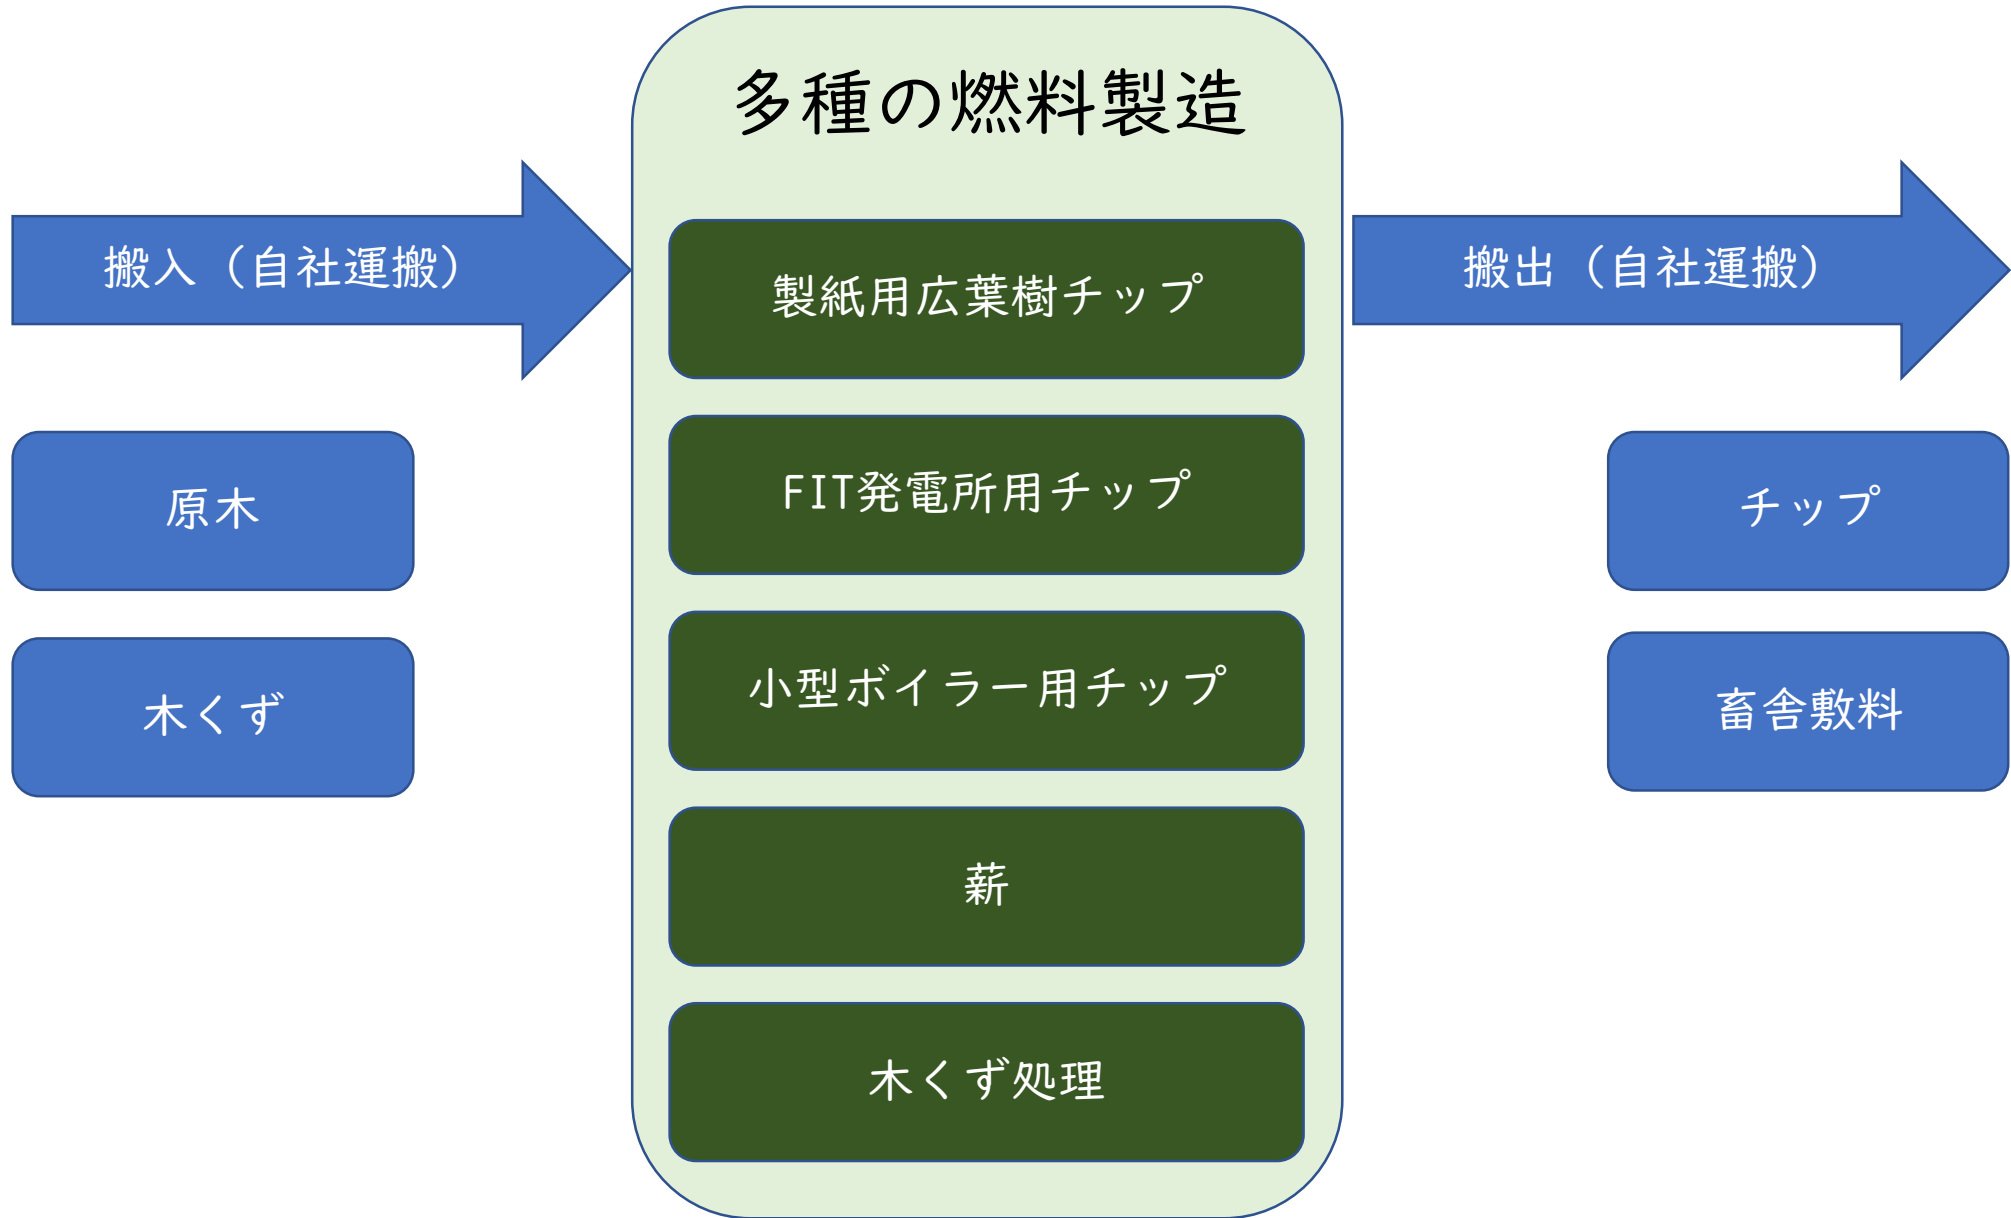 多種の燃料製造
搬入（自社運搬）
原木
木くず
製紙用広葉樹チップ
FIT発電所用チップ
小型ボイラー用チップ
薪
木くず処理
搬出（自社運搬）
チップ
畜舎敷料